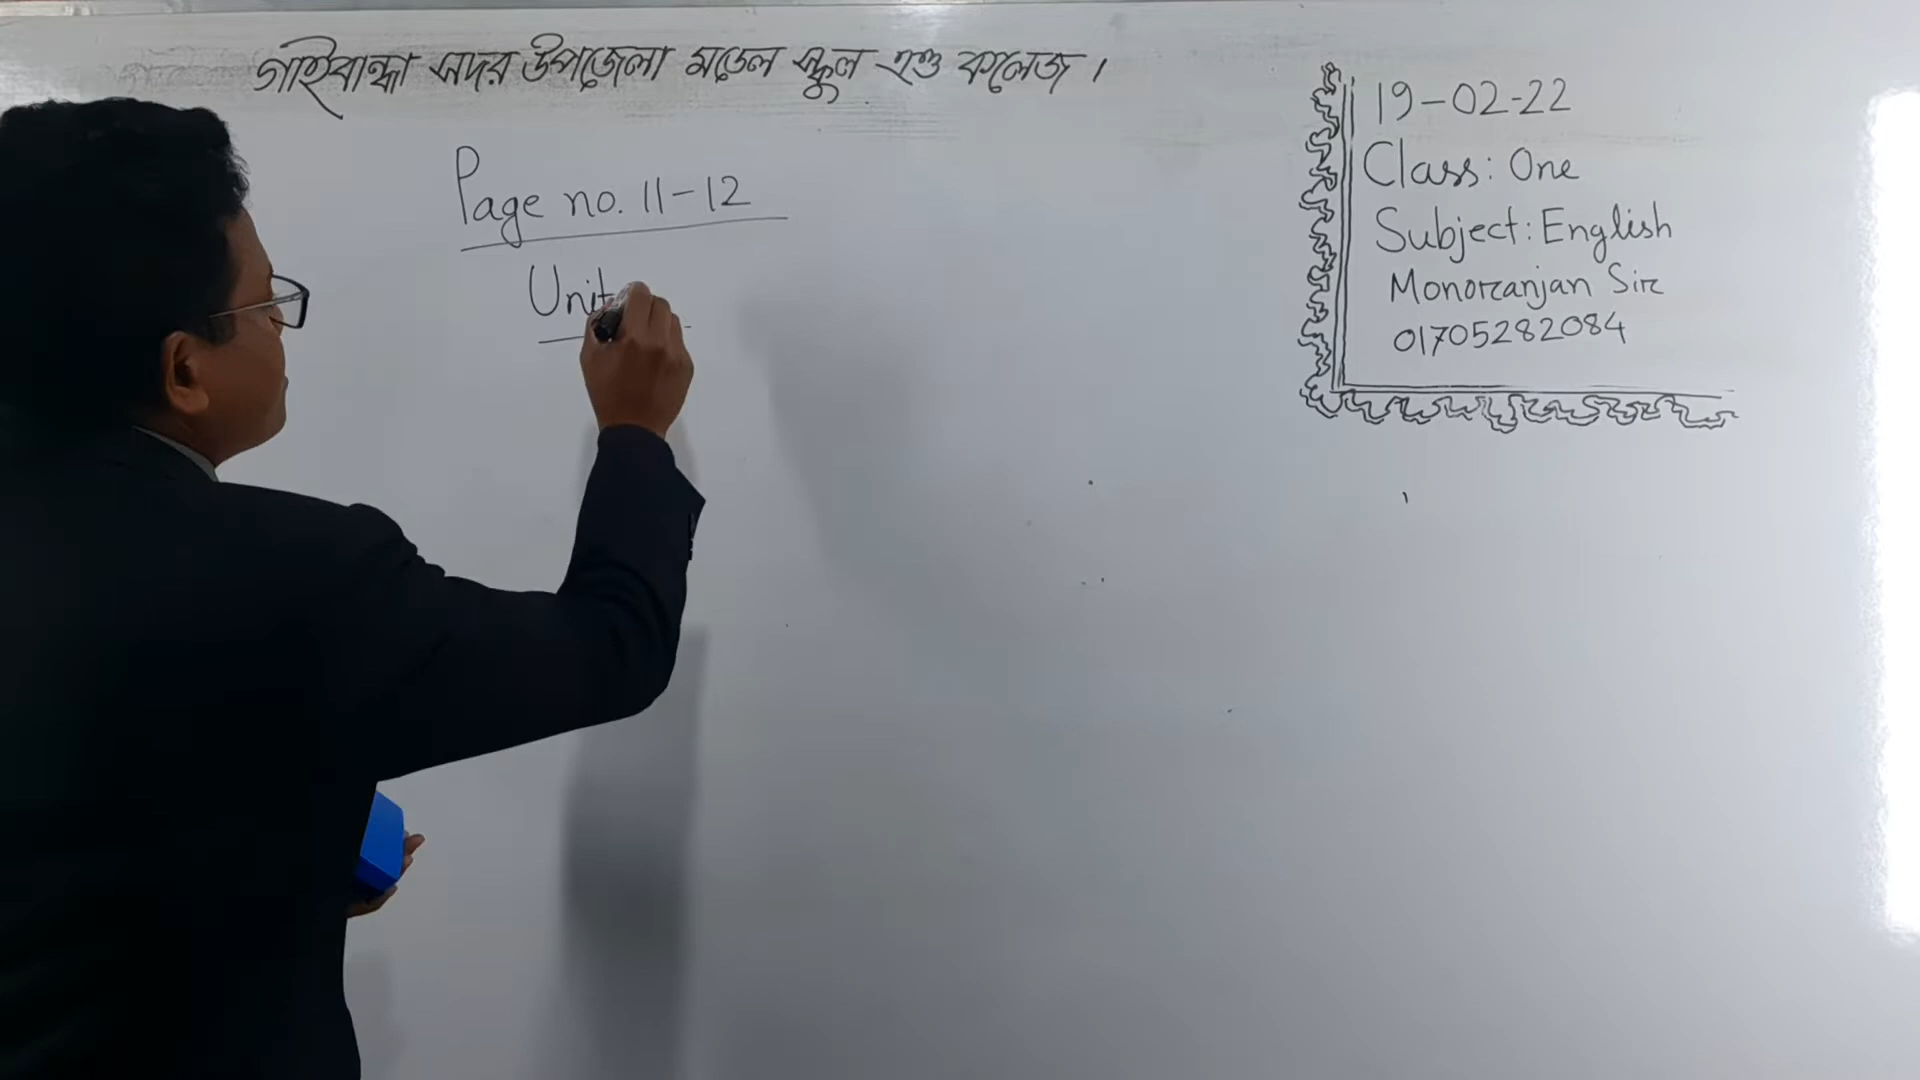 গাইবান্ধা সদর উপজেলা মডেল স্কুল এণ্ড কলেজ।
Page no. 11-12
Unit
19-02-22
Class: One
Subject: English
Monoranjan Sir
01705282084